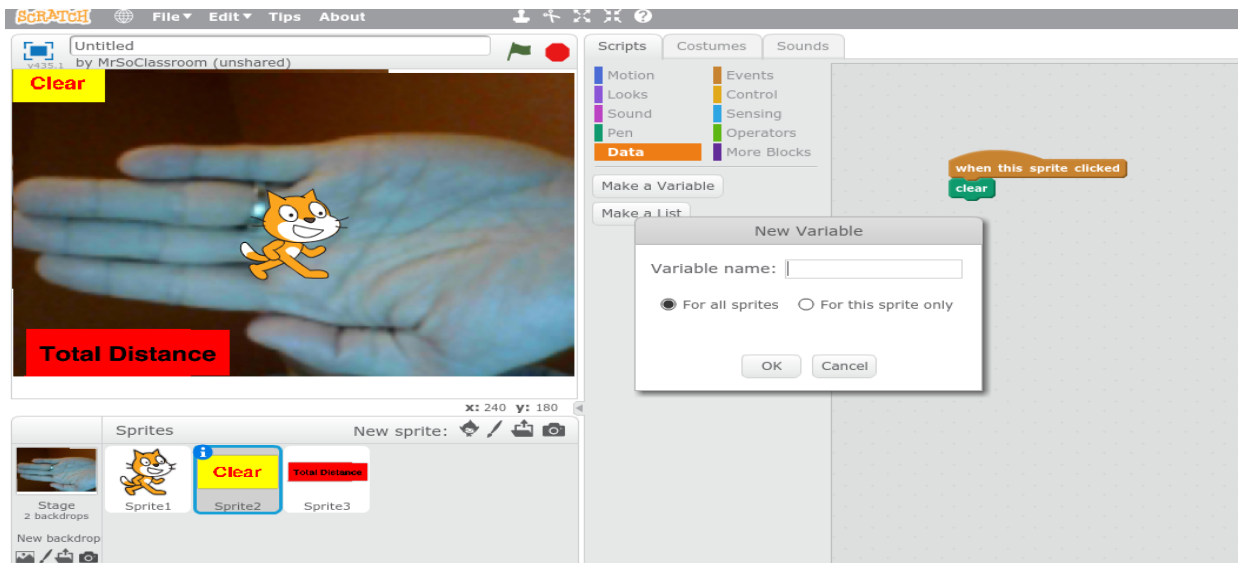 SCRATCH File▼ Edit▼ Tips About
Untitled
v435.1 by MrSoClassroom (unshared)
Clear
Total Distance
x: 240 y: 180
Sprites New sprite:
Clear
Total Distance
Stage
2 backdrops
Sprite1 Sprite2 Sprite3
New backdrop
Scripts Costumes Sounds
Motion Events
Looks Control
Sound Sensing
Pen Operators
Data More Blocks
Make a Variable
Make a List
New Variable
Variable name:
For all sprites For this sprite only
OK Cancel
when this sprite clicked
clear